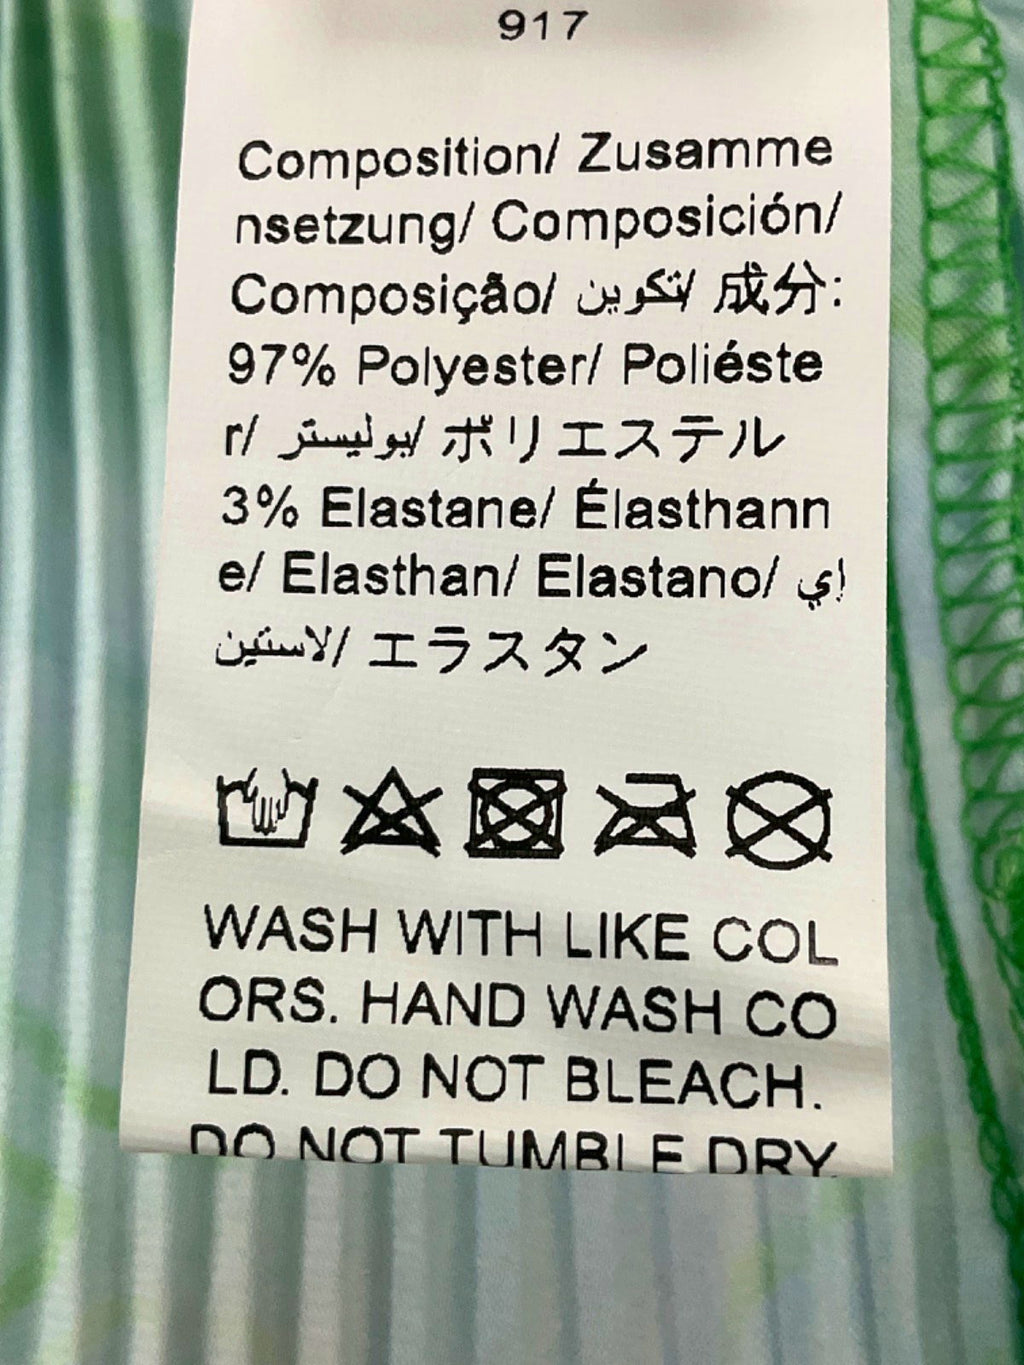 917
Composition/ Zusamme
nsetzung/ Composición/
Composição/ تكوين/ 成分:
97% Polyester/ Poliéste
r/ بوليستر/ ポリエステル
3% Elastane/ Élasthann
e/ Elasthan/ Elastano/ إي
لاستين/ エラスタン
WASH WITH LIKE COL
ORS. HAND WASH CO
LD. DO NOT BLEACH.
DO NOT TUMBLE DRY